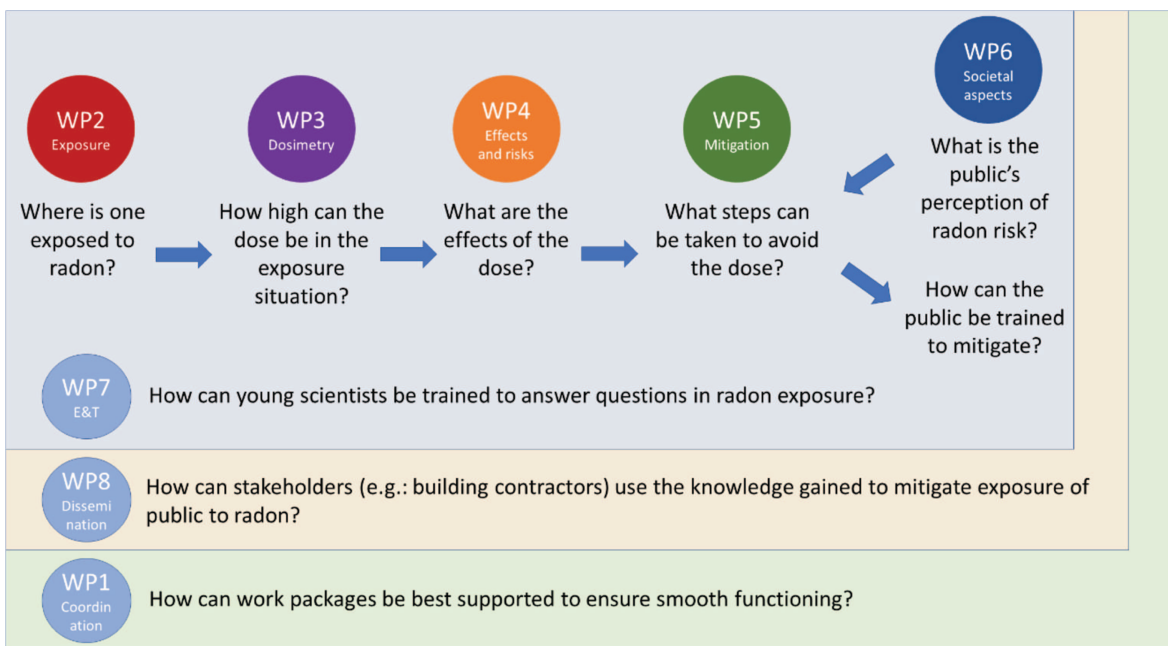 WP2
Exposure
Where is one
exposed to
radon?
WP3
Dosimetry
How high can the
dose be in the
exposure
situation?
WP4
Effects
and risks
What are the
effects of the
dose?
WP5
Mitigation
What steps can
be taken to avoid
the dose?
WP6
Societal
aspects
What is the
public's
perception of
radon risk?
How can the
public be trained
to mitigate?
WP7
E&T
How can young scientists be trained to answer questions in radon exposure?
WP8
Dissemi
nation
How can stakeholders (e.g.: building contractors) use the knowledge gained to mitigate exposure of
public to radon?
WP1
Coordin
ation
How can work packages be best supported to ensure smooth functioning?